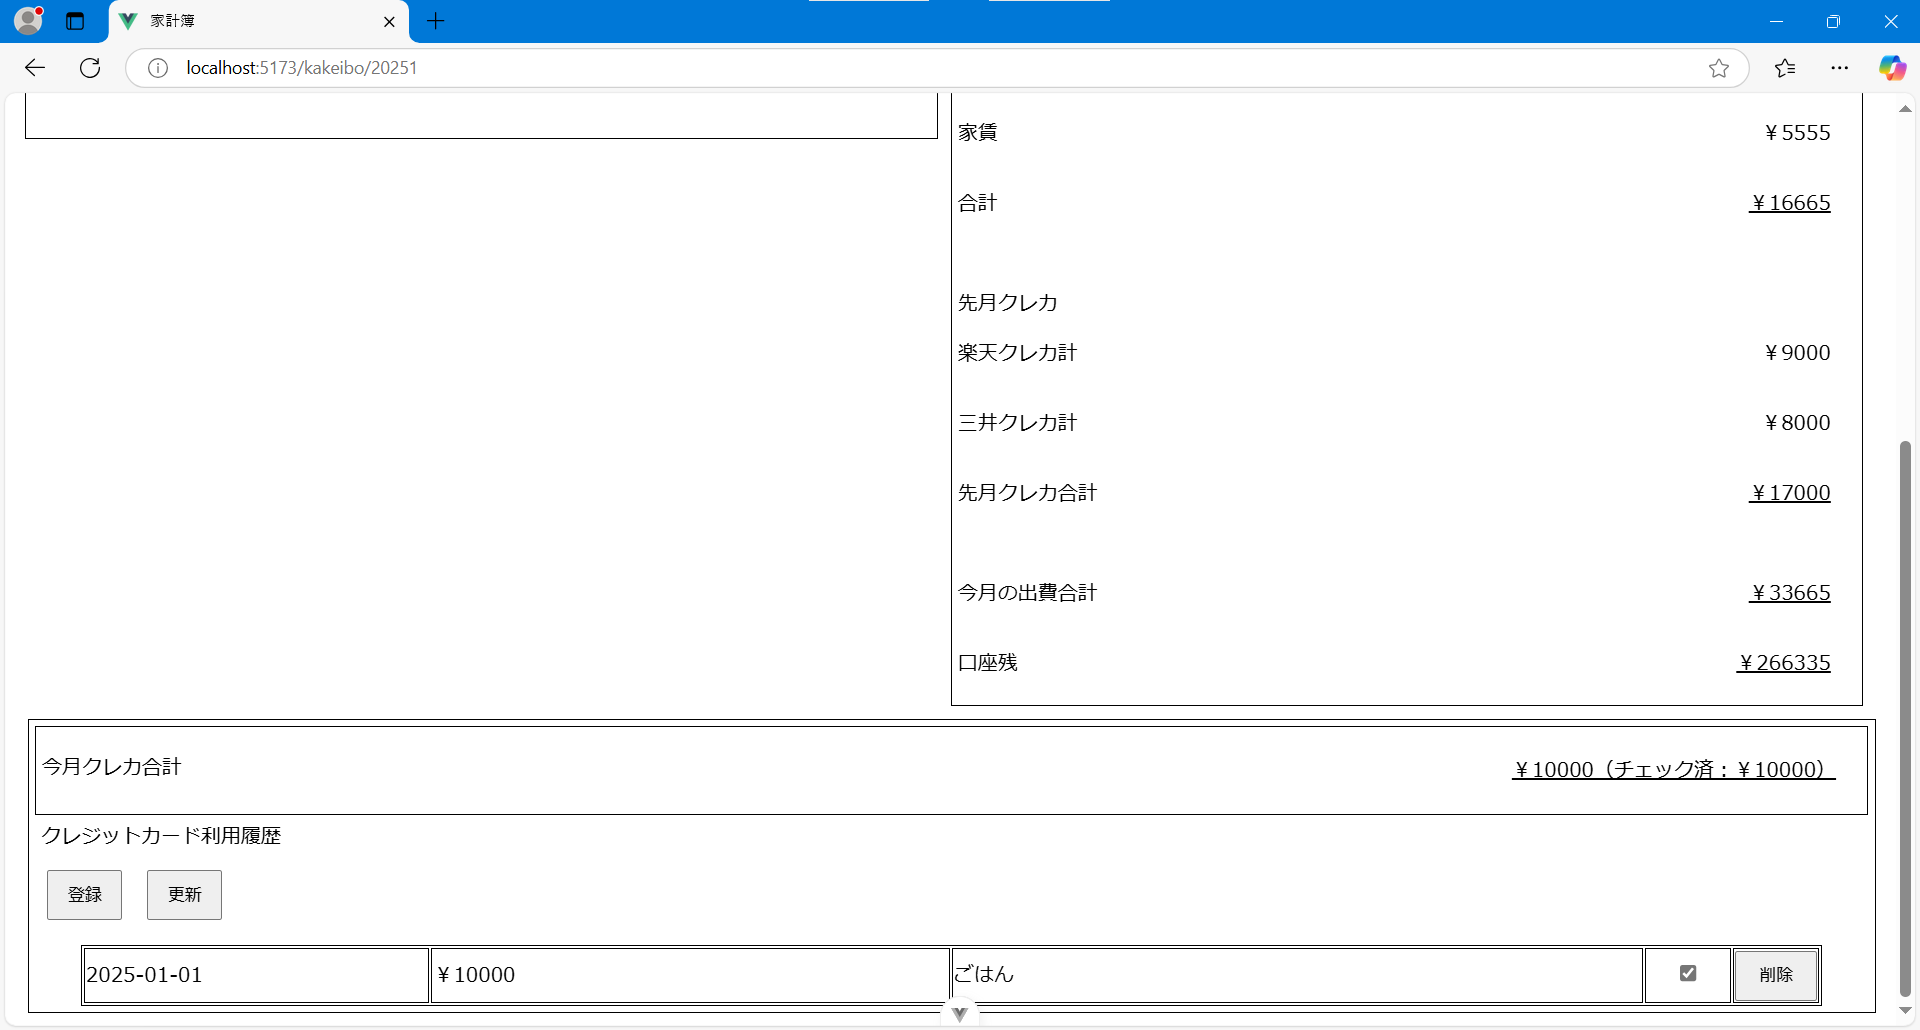 家計簿
localhost:5173/kakeibo/20251
家賃 ￥5555
合計 ￥16665
先月クレカ
楽天クレカ計 ￥9000
三井クレカ計 ￥8000
先月クレカ合計 ￥17000
今月の出費合計 ￥33665
口座残 ￥266335
今月クレカ合計 ￥10000（チェック済：￥10000）
クレジットカード利用履歴
登録 更新
2025-01-01 ￥10000 ごはん 削除